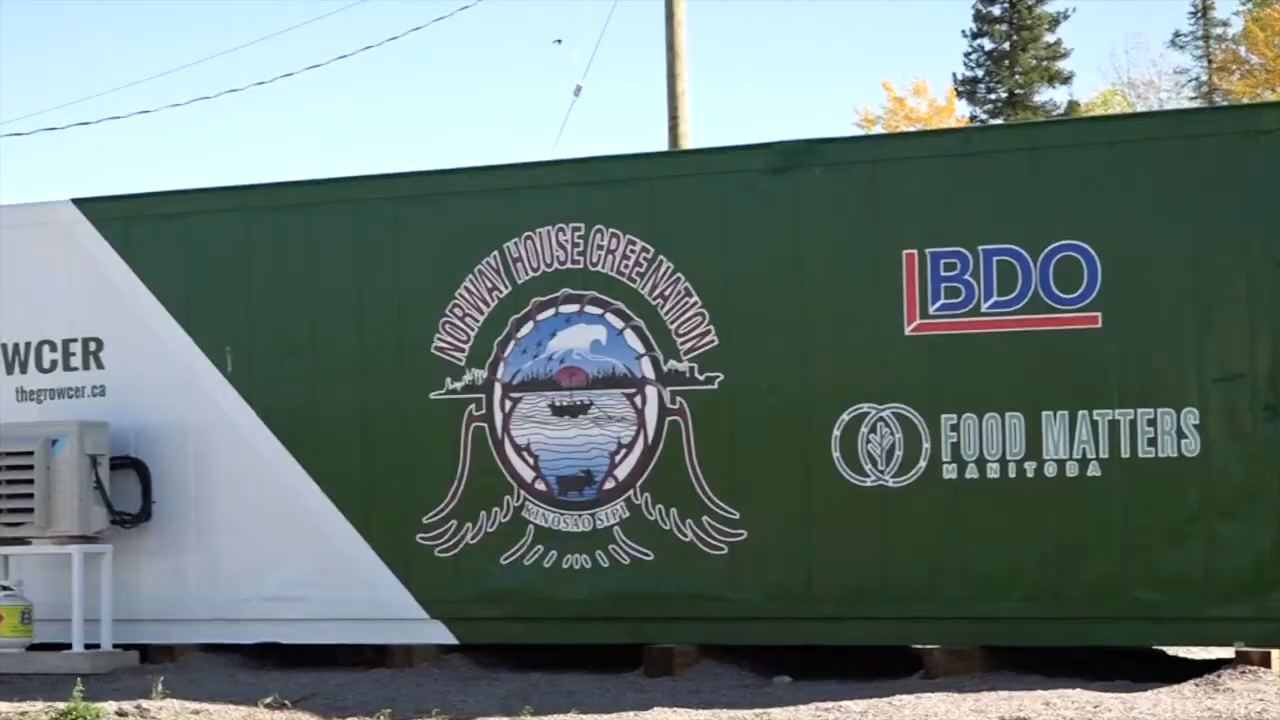 WCER
thegrowcer.ca
NORWAY HOUSE CREE NATION
KINOSAO SIPI
BDO
FOOD MATTERS
MANITOBA